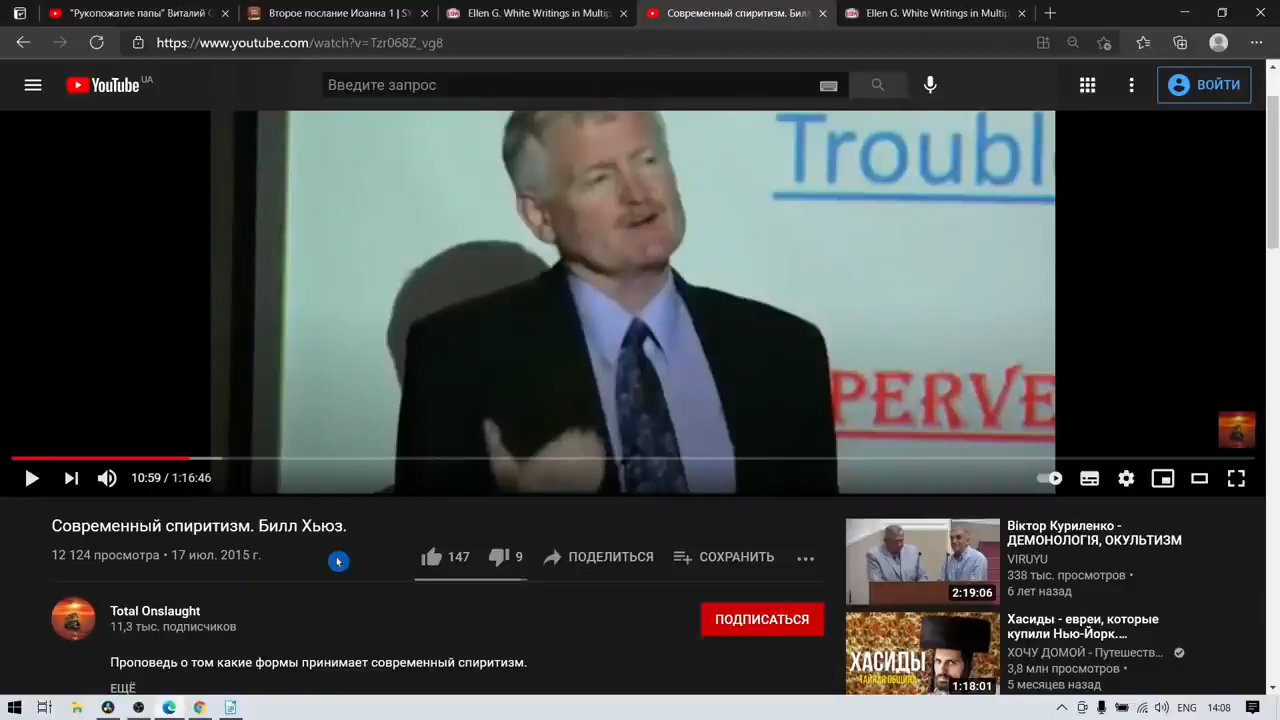 "Рукопожатие папы" Виталий О
Второе послание Иоанна 1 | SY
Ellen G. White Writings in Multip
Современный спиритизм. Билл
Ellen G. White Writings in Multip
https://www.youtube.com/watch?v=Tzr068Z_vg8
YouTube UA
Введите запрос
ВОЙТИ
Trouble
PERVE
10:59 / 1:16:46
Современный спиритизм. Билл Хьюз.
12 124 просмотра • 17 июл. 2015 г.
147
9
ПОДЕЛИТЬСЯ
СОХРАНИТЬ
Total Onslaught
11,3 тыс. подписчиков
ПОДПИСАТЬСЯ
Проповедь о том какие формы принимает современный спиритизм.
ЕЩЁ
2:19:06
Віктор Куриленко -
ДЕМОНОЛОГІЯ, ОКУЛЬТИЗМ
VIRUYU
338 тыс. просмотров •
6 лет назад
ХАСИДЫ
ТАЙНАЯ ОБЩИНА
1:18:01
Хасиды - евреи, которые
купили Нью-Йорк....
ХОЧУ ДОМОЙ - Путешеств...
3,8 млн просмотров •
5 месяцев назад
ENG
14:08